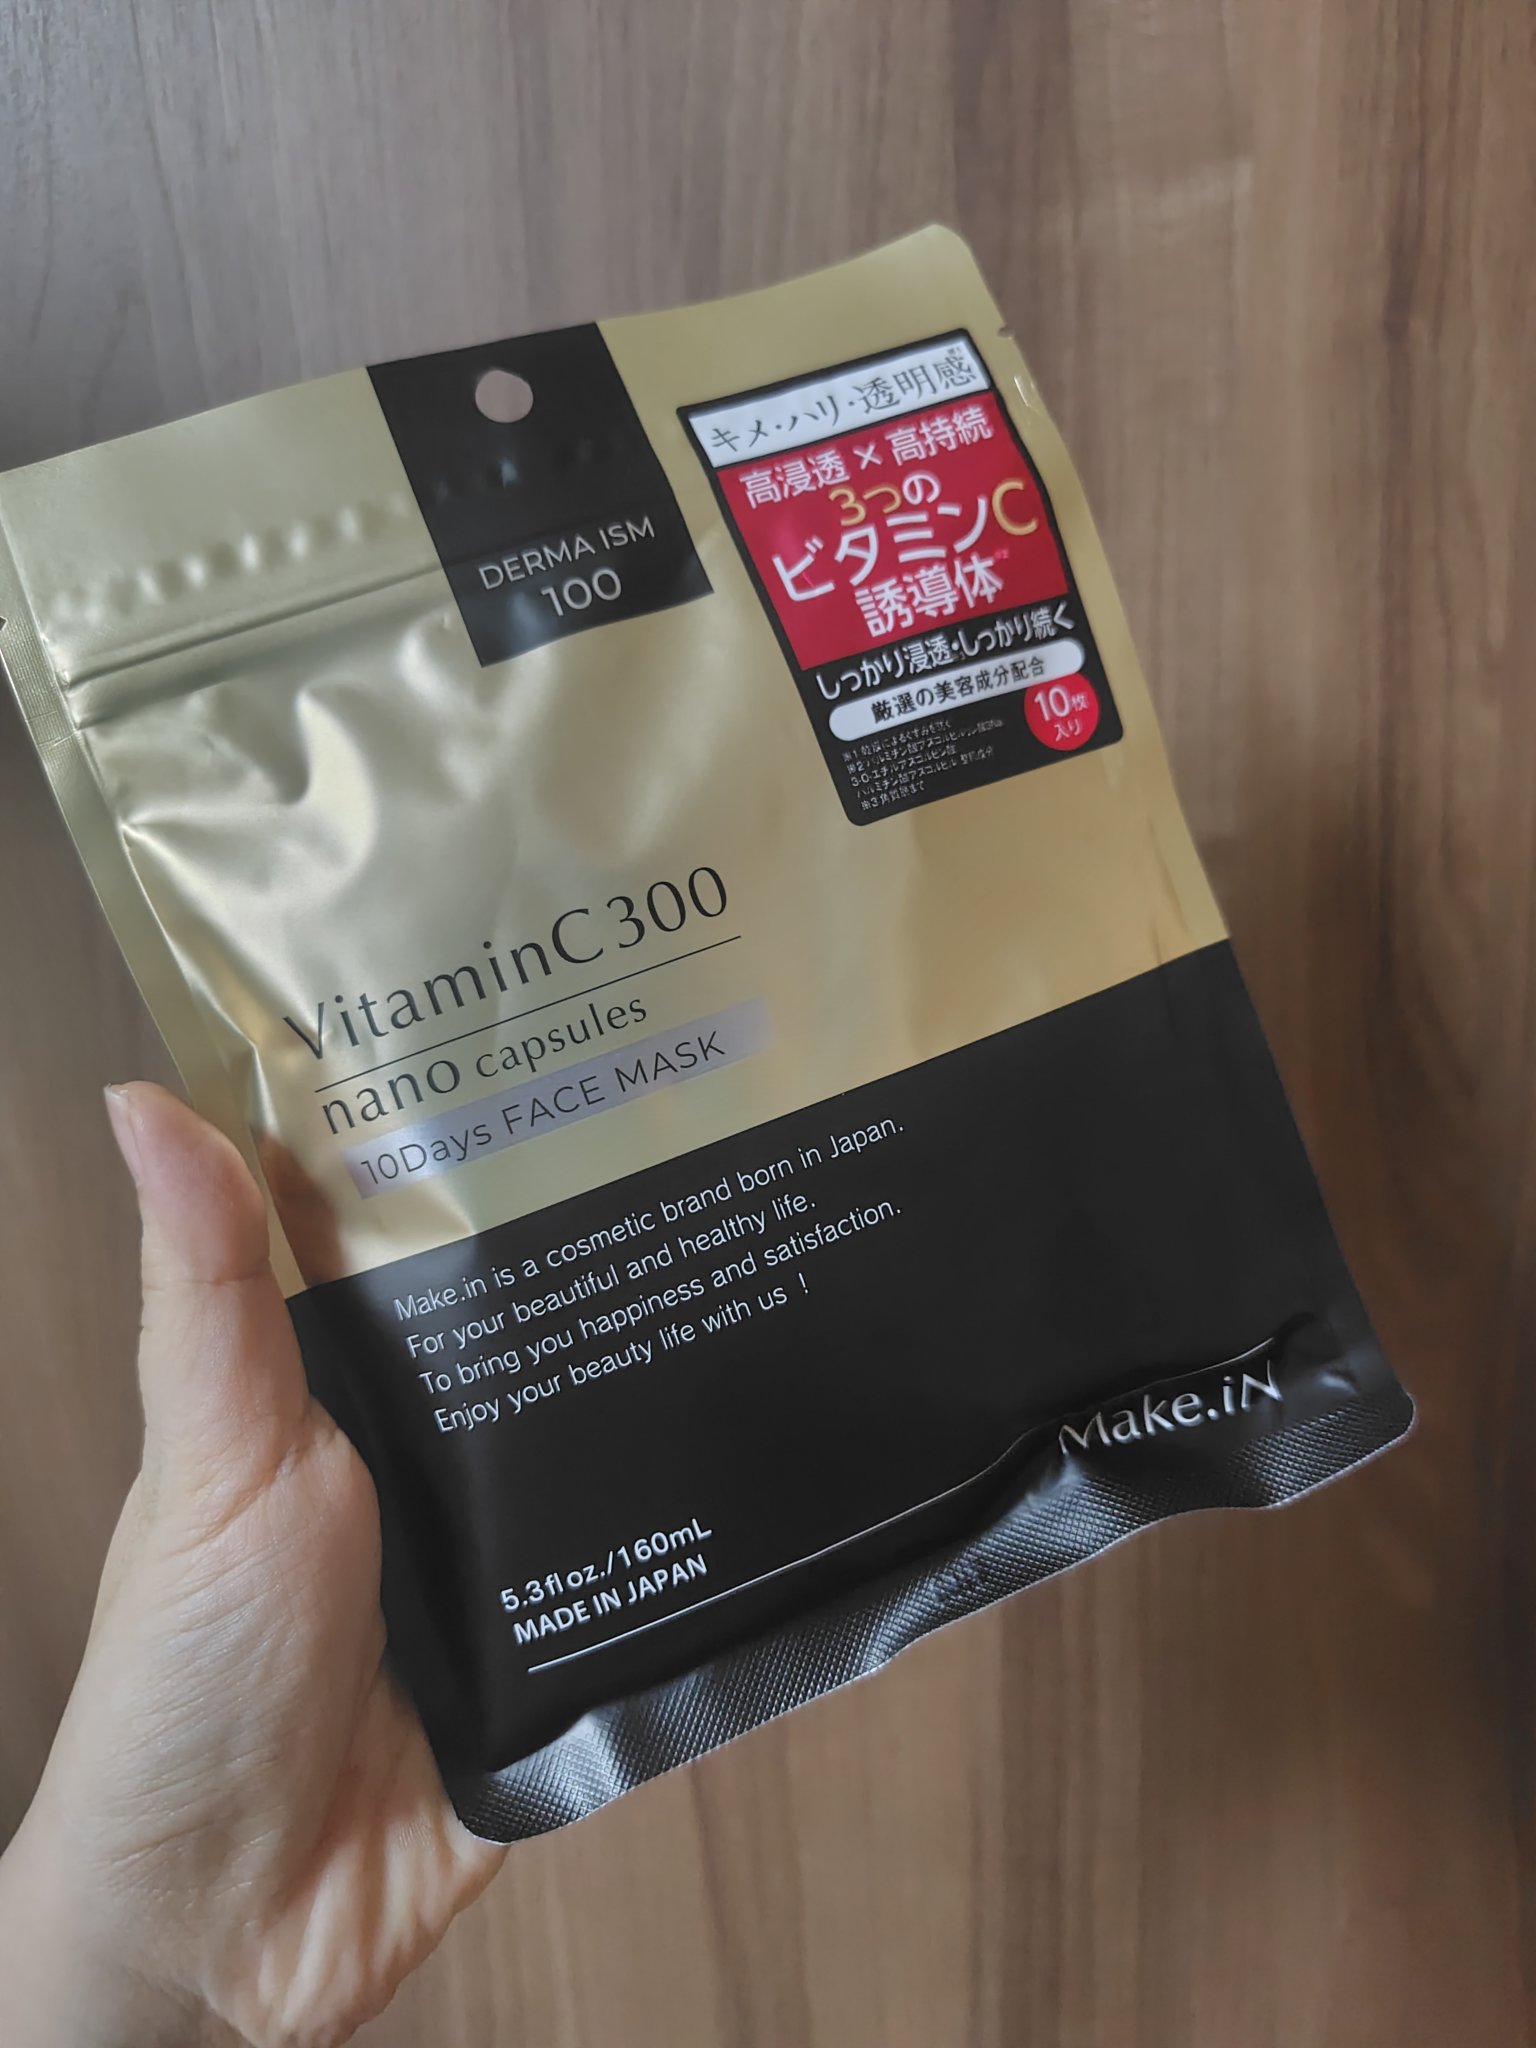 キメ・ハリ・透明感
高浸透×高持続
3つの
ビタミンC
誘導体
しっかり浸透・しっかり続く
厳選の美容成分配合
10枚
入り
DERMA ISM
100
VitaminC300
nano capsules
10Days FACE MASK
Make.in is a cosmetic brand born in Japan.
For your beautiful and healthy life.
To bring you happiness and satisfaction.
Enjoy your beauty life with us !
Make.iN
5.3fl oz./160mL
MADE IN JAPAN